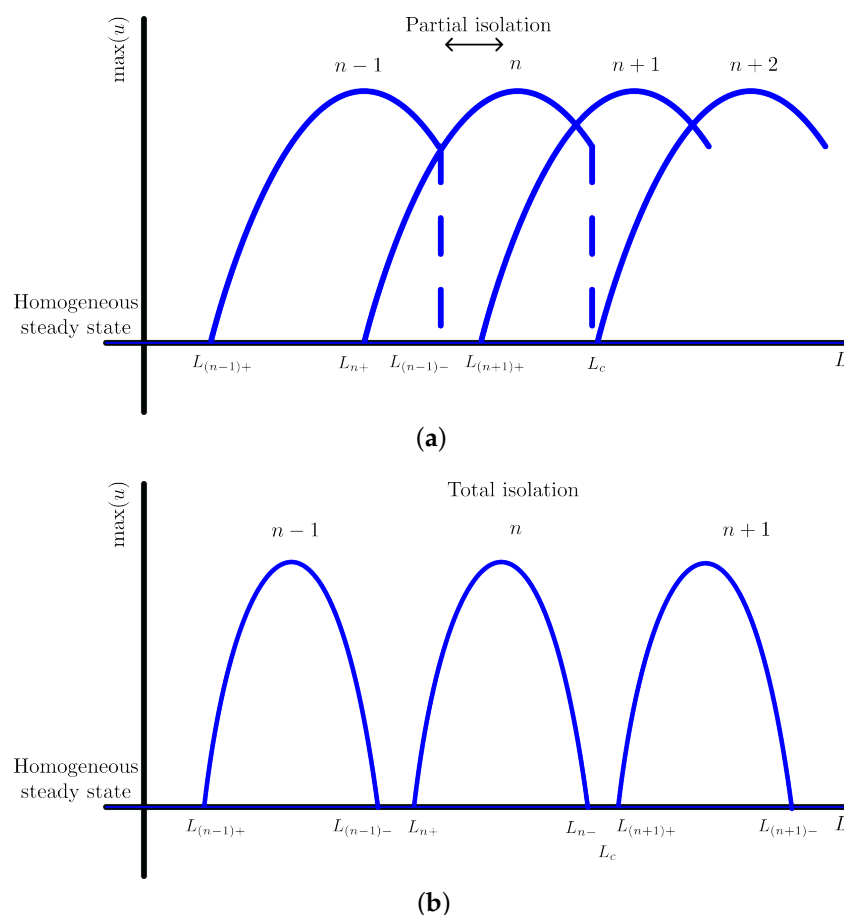 Partial isolation
max(u)
n − 1
n
n + 1
n + 2
Homogeneous
steady state
L(n−1)+
Ln+
L(n−1)−
L(n+1)+
Lc
L
(a)
Total isolation
max(u)
n − 1
n
n + 1
Homogeneous
steady state
L(n−1)+
L(n−1)−
Ln+
Ln−
Lc
L(n+1)+
L(n+1)−
L
(b)